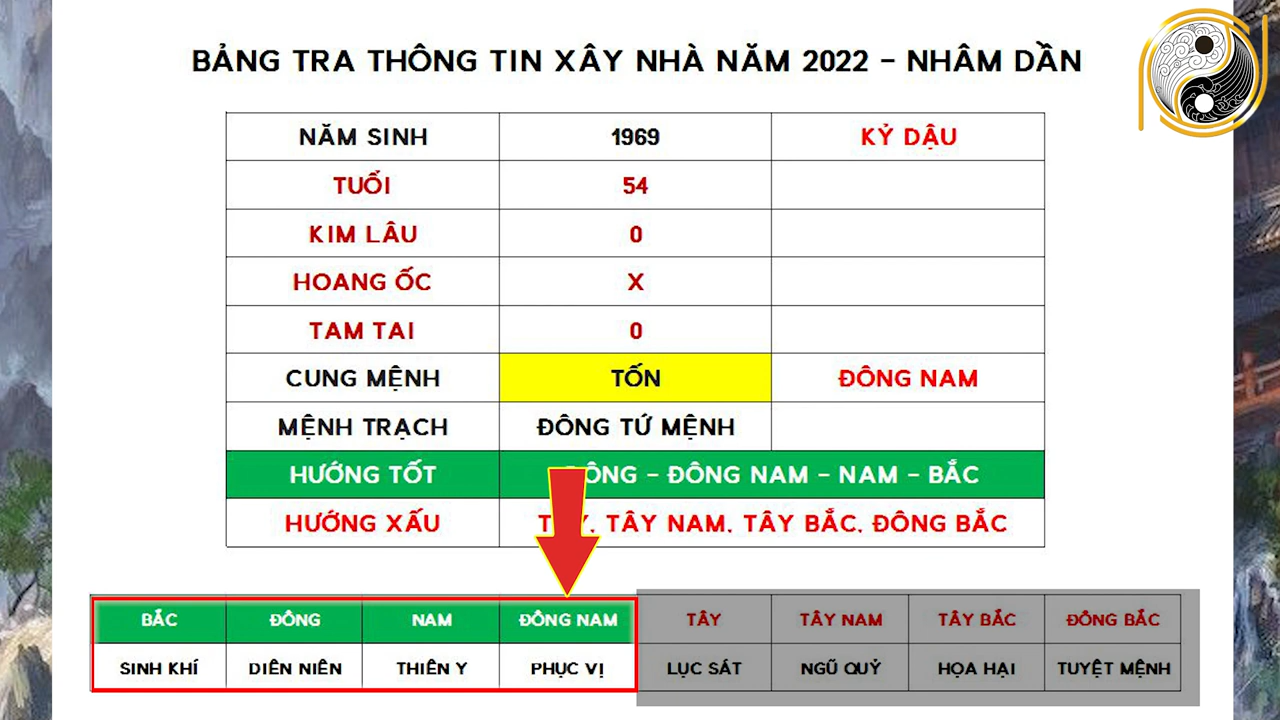 BẢNG TRA THÔNG TIN XÂY NHÀ NĂM 2022 - NHÂM DẦN
NĂM SINH 1969 KỶ DẬU
TUỔI 54
KIM LÂU 0
HOANG ỐC X
TAM TAI 0
CUNG MỆNH TỐN ĐÔNG NAM
MỆNH TRẠCH ĐÔNG TỨ MỆNH
HƯỚNG TỐT - ĐÔNG NAM - NAM - BẮC
HƯỚNG XẤU TÂY NAM. TÂY BẮC. ĐÔNG BẮC
BẮC ĐÔNG NAM ĐÔNG NAM TÂY TÂY NAM TÂY BẮC ĐÔNG BẮC
SINH KHÍ DIÊN NIÊN THIÊN Y PHỤC VỊ LỤC SÁT NGŨ QUỶ HỌA HẠI TUYỆT MỆNH